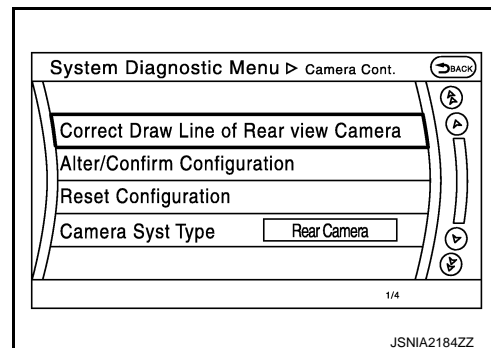 System Diagnostic Menu ▷ Camera Cont.
BACK
Correct Draw Line of Rear view Camera
Alter/Confirm Configuration
Reset Configuration
Camera Syst Type Rear Camera
1/4
JSNIA2184ZZ